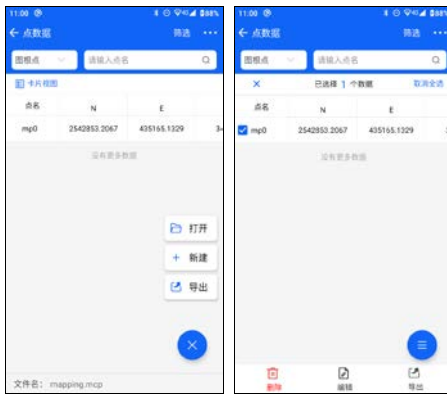 11:00
88%
← 点数据
筛选 ···
图根点
请输入点名
卡片视图
点名 N E
mp0 2542853.2067 435165.1329 3
没有更多数据
打开
+ 新建
导出
×
文件名: mapping.mcp
11:00
88%
← 点数据
筛选 ···
图根点
请输入点名
× 已选择 1 个数据 取消全选
点名 N E
mp0 2542853.2067 435165.1329
没有更多数据
删除 编辑 导出